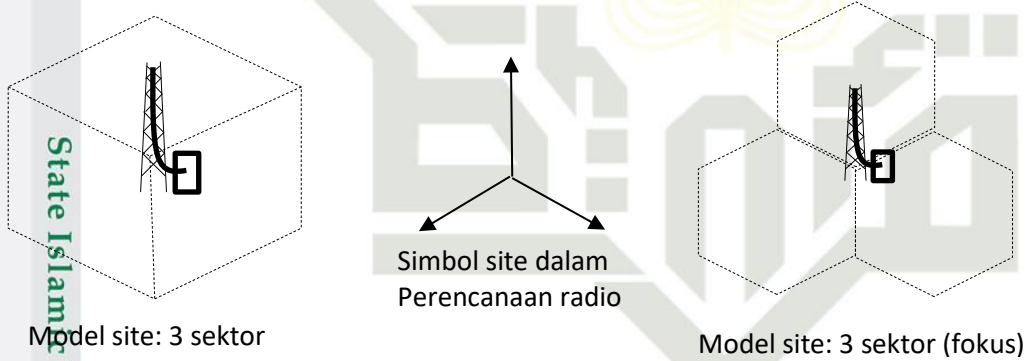 State Islamic
Simbol site dalam
Perencanaan radio
Model site: 3 sektor
Model site: 3 sektor (fokus)